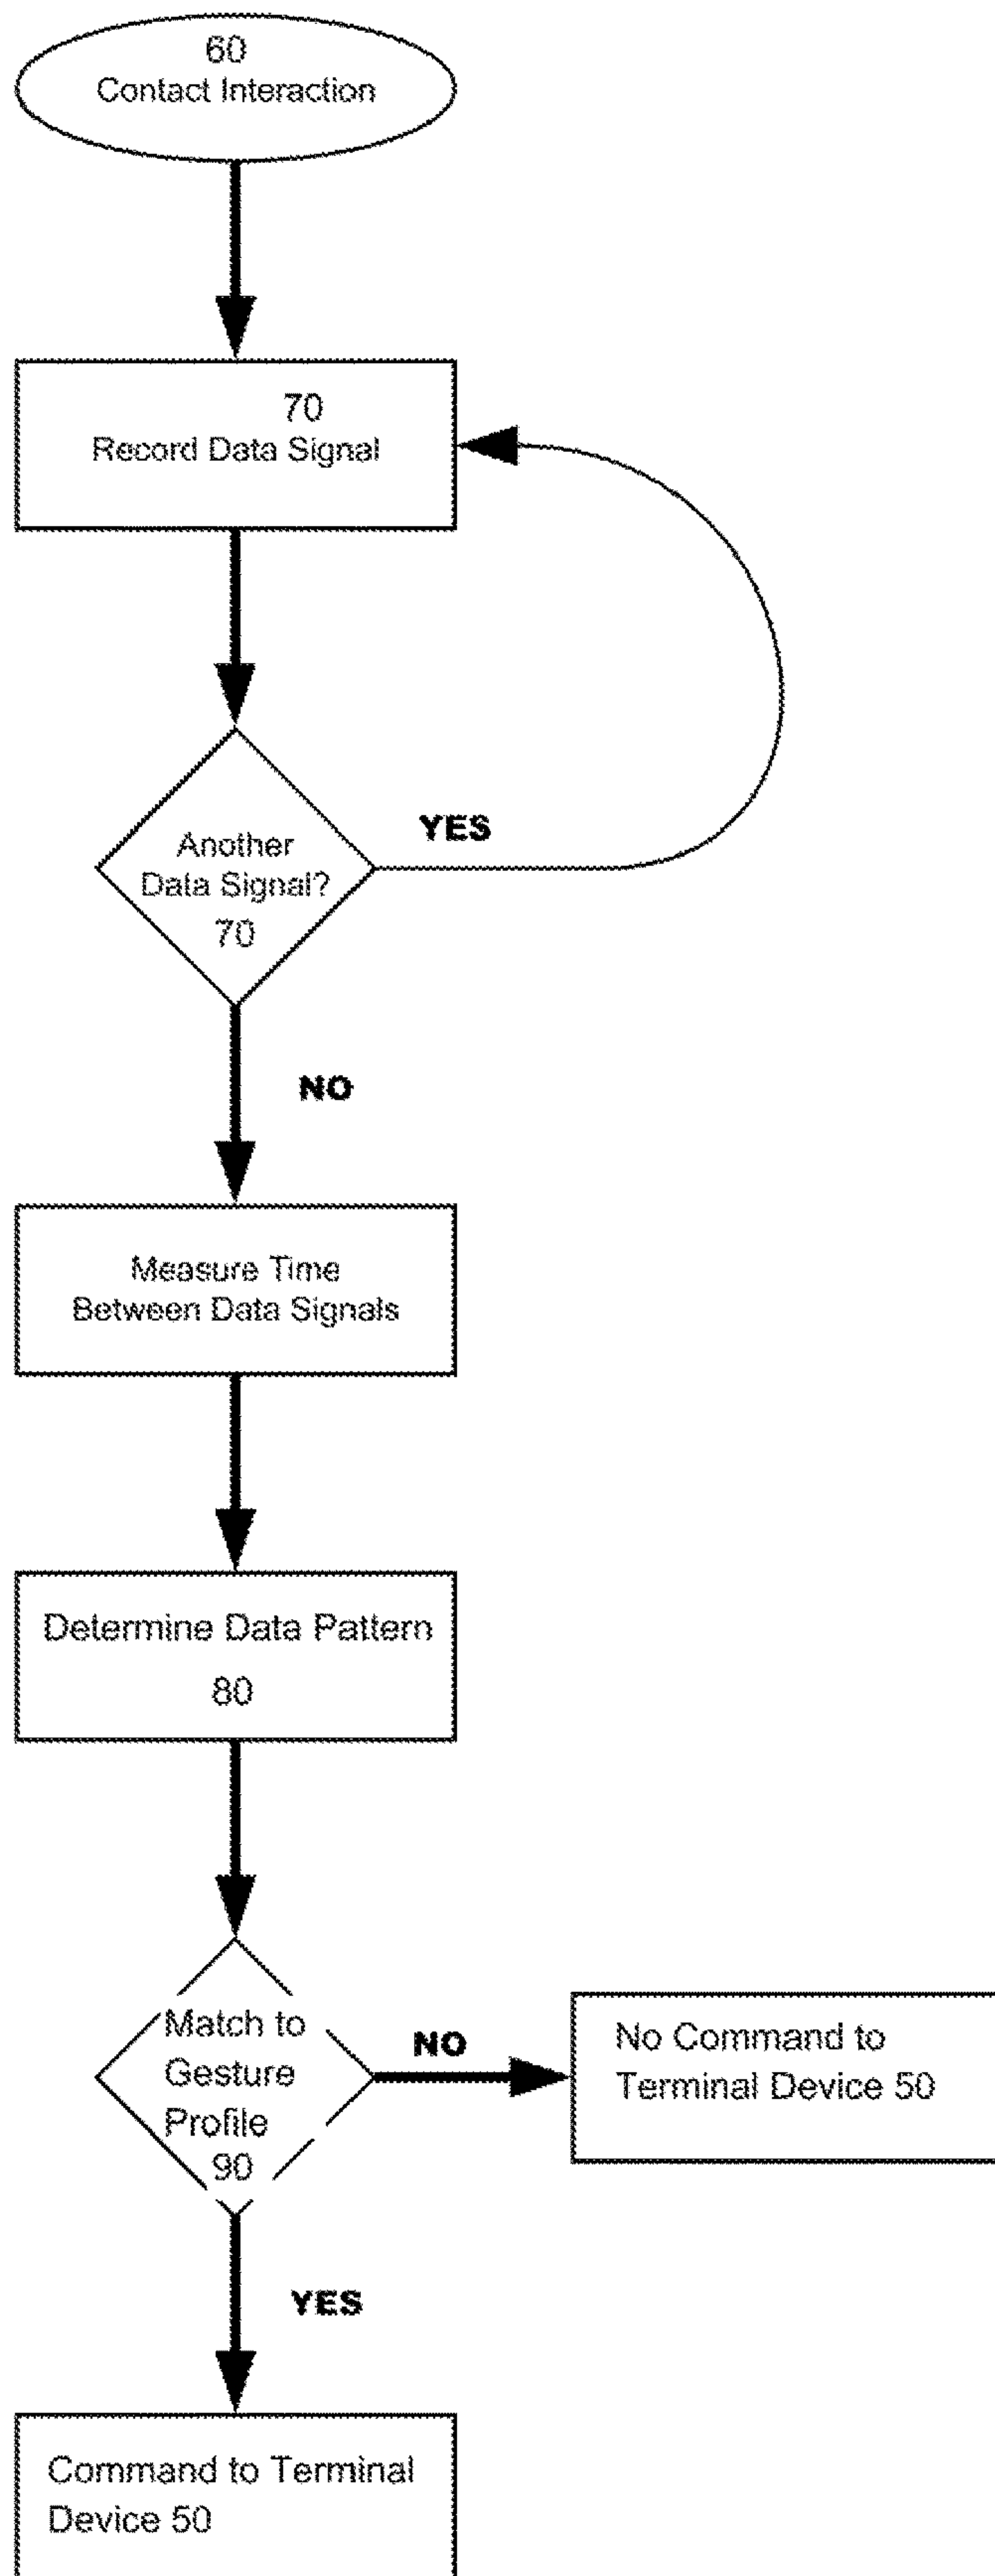 60
Contact Interaction
70
Record Data Signal
YES
Another
Data Signal?
70
NO
Measure Time
Between Data Signals
Determine Data Pattern
80
Match to
Gesture
Profile
90
NO
No Command to
Terminal Device 50
YES
Command to Terminal
Device 50